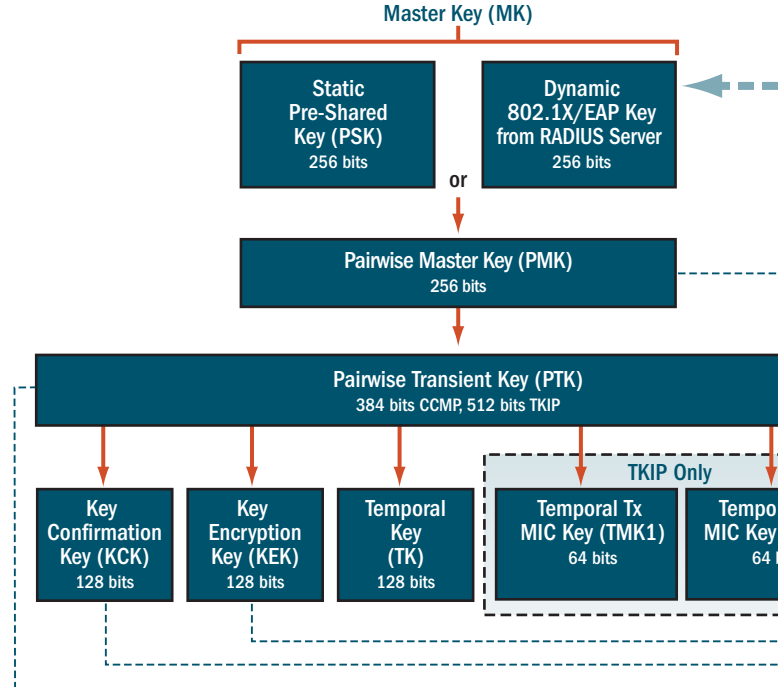 Master Key (MK)
Static
Pre-Shared
Key (PSK)
256 bits
Dynamic
802.1X/EAP Key
from RADIUS Server
256 bits
or
Pairwise Master Key (PMK)
256 bits
Pairwise Transient Key (PTK)
384 bits CCMP, 512 bits TKIP
TKIP Only
Key
Confirmation
Key (KCK)
128 bits
Key
Encryption
Key (KEK)
128 bits
Temporal
Key
(TK)
128 bits
Temporal Tx
MIC Key (TMK1)
64 bits
MIC Key
64